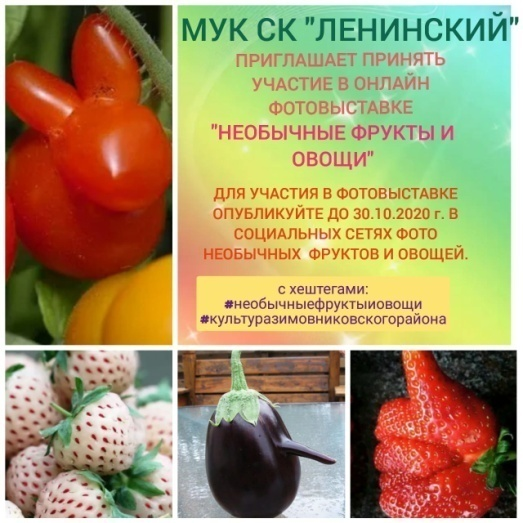 МУК СК "ЛЕНИНСКИЙ"
ПРИГЛАШАЕТ ПРИНЯТЬ
УЧАСТИЕ В ОНЛАЙН
ФОТОВЫСТАВКЕ
"НЕОБЫЧНЫЕ ФРУКТЫ И
ОВОЩИ"
ДЛЯ УЧАСТИЯ В ФОТОВЫСТАВКЕ
ОПУБЛИКУЙТЕ ДО 30.10.2020 г. В
СОЦИАЛЬНЫХ СЕТЯХ ФОТО
НЕОБЫЧНЫХ ФРУКТОВ И ОВОЩЕЙ.
с хештегами:
#необычныефруктыиовощи
#культуразимовниковскогорайона